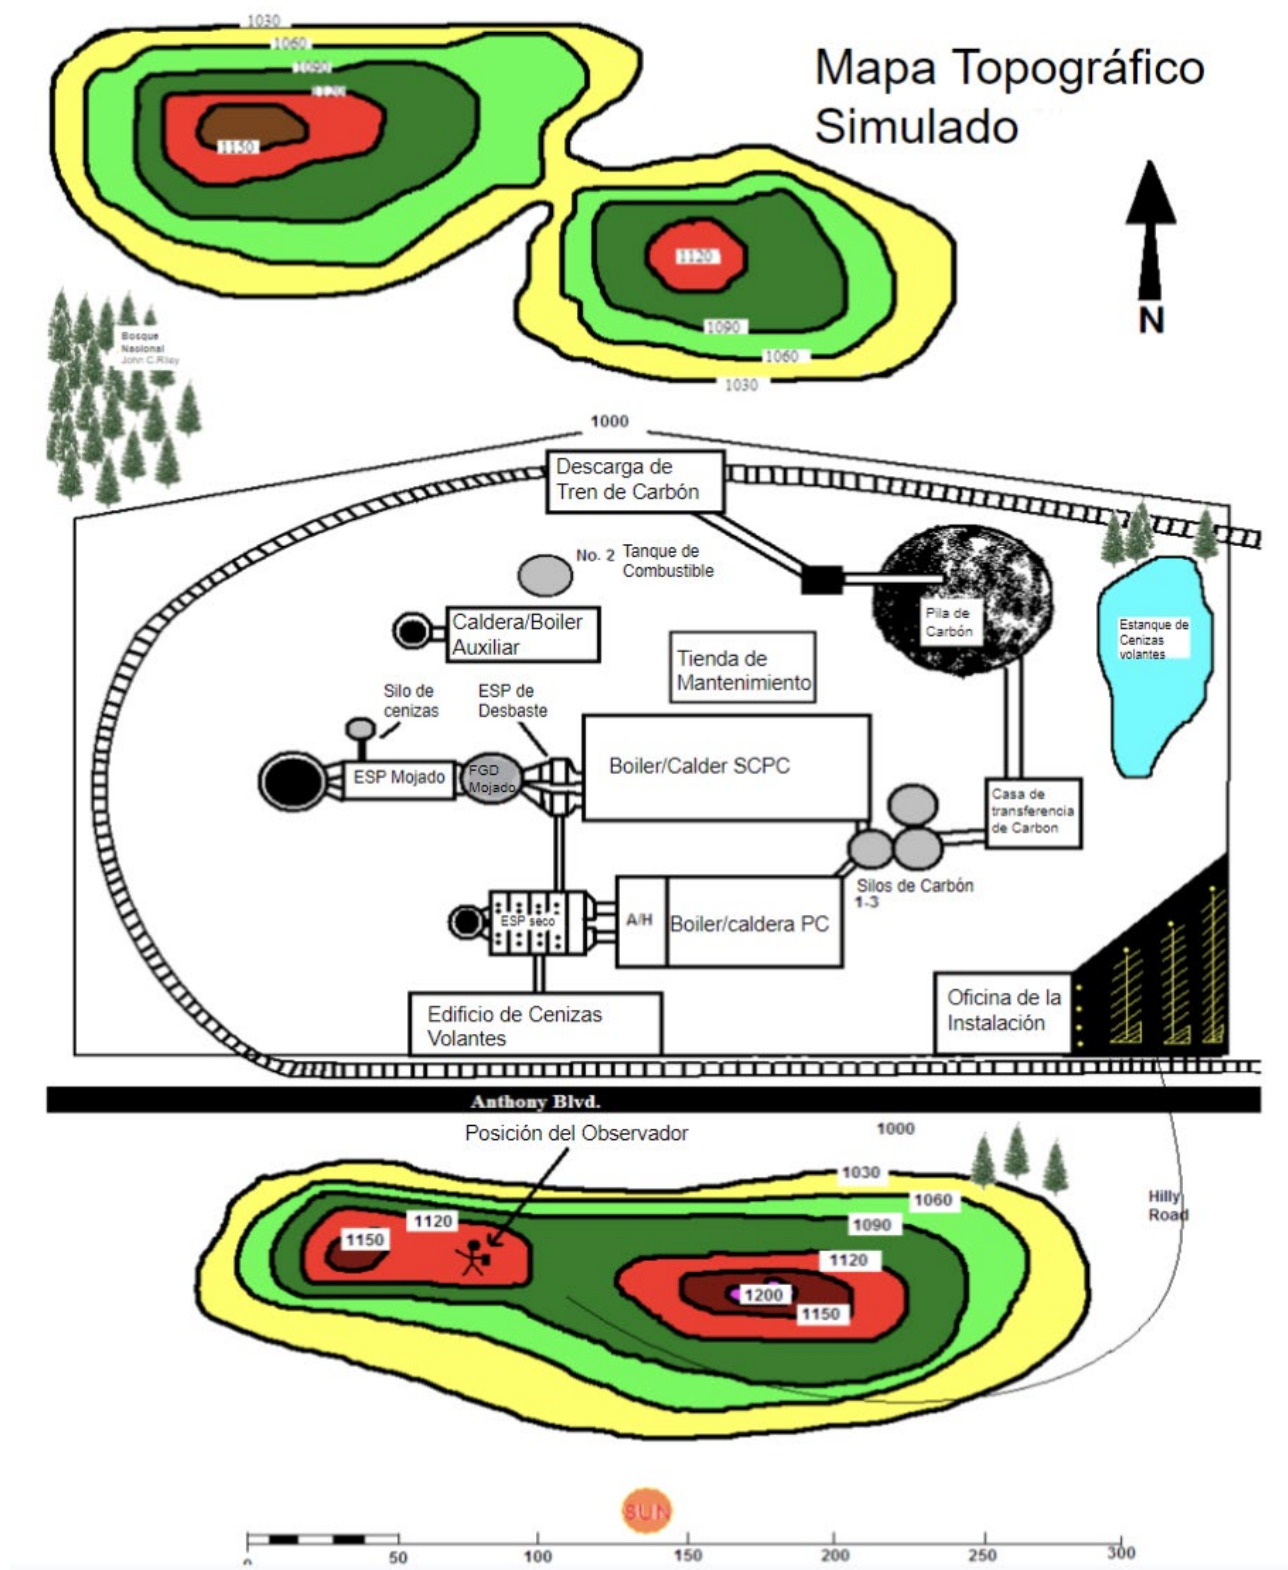 1030
1060
1090
1120
1150
Mapa Topográfico
Simulado
N
1120
1090
1060
1030
Bosque
Nasional
John C.Riley
1000
Descarga de
Tren de Carbón
No. 2 Tanque de
Combustible
Caldera/Boiler
Auxiliar
Pila de
Carbón
Estanque de
Cenizas
volantes
Tienda de
Mantenimiento
Silo de
cenizas
ESP de
Desbaste
ESP Mojado
FGD
Mojado
Boiler/Calder SCPC
Casa de
transferencia
de Carbon
Silos de Carbón
1-3
ESP seco
A/H
Boiler/caldera PC
Oficina de la
Instalación
Edificio de Cenizas
Volantes
Anthony Blvd.
Posición del Observador
1000
1030
1060
1090
1120
1150
1120
1200
1150
Hilly
Road
SUN
0
50
100
150
200
250
300